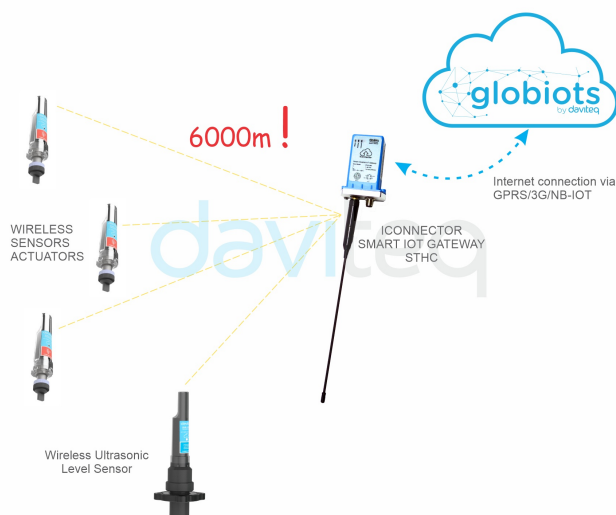 globiots
by daviteq
6000m !
Internet connection via
GPRS/3G/NB-IOT
WIRELESS
SENSORS
ACTUATORS
ICONNECTOR
SMART IOT GATEWAY
STHC
daviteq
Wireless Ultrasonic
Level Sensor